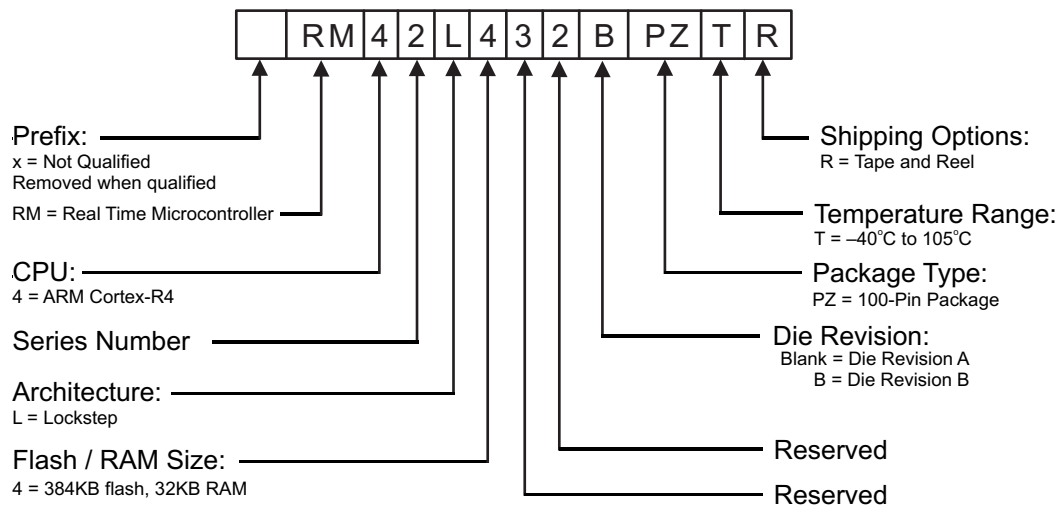 RM 4 2 L 4 3 2 B PZ T R
Prefix:
x = Not Qualified
Removed when qualified
RM = Real Time Microcontroller
CPU:
4 = ARM Cortex-R4
Series Number
Architecture:
L = Lockstep
Flash / RAM Size:
4 = 384KB flash, 32KB RAM
Shipping Options:
R = Tape and Reel
Temperature Range:
T = –40°C to 105°C
Package Type:
PZ = 100-Pin Package
Die Revision:
Blank = Die Revision A
B = Die Revision B
Reserved
Reserved